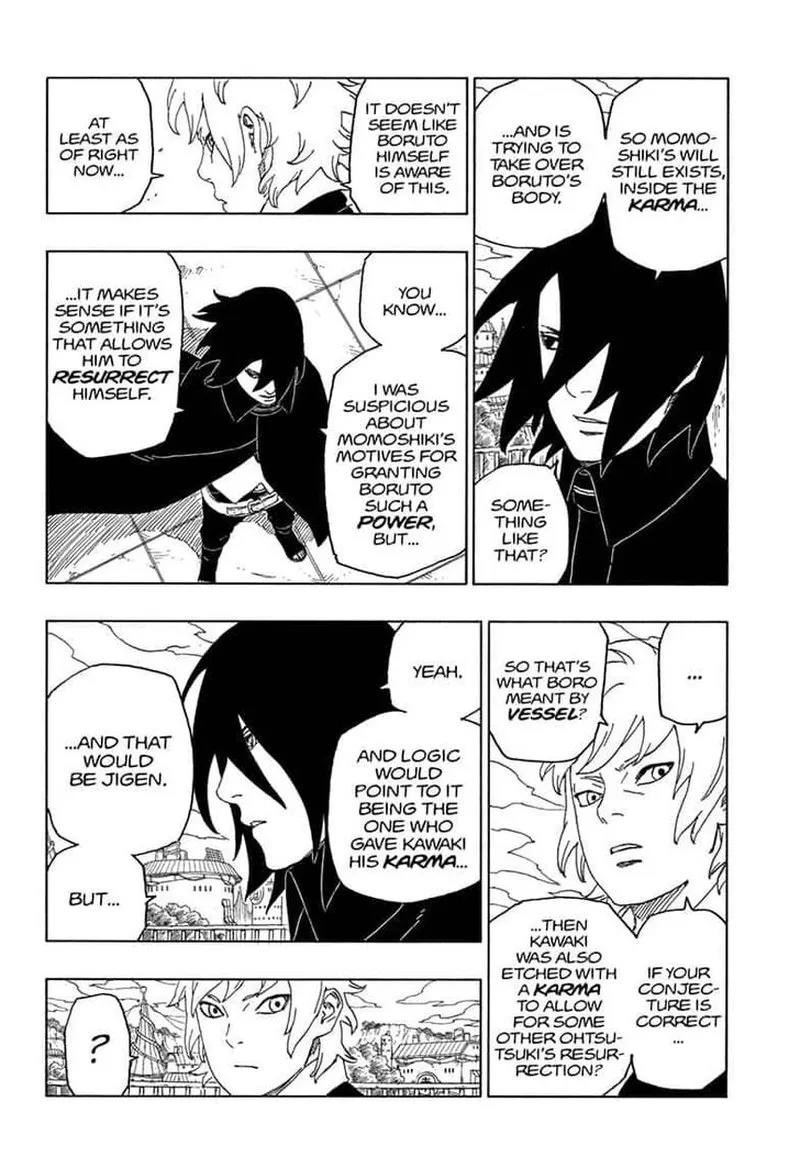 SO MOMO-
SHIKI'S WILL
STILL EXISTS,
INSIDE THE
KARMA...
...AND IS
TRYING TO
TAKE OVER
BORUTO'S
BODY.
SOME-
THING
LIKE
THAT?
IT DOESN'T
SEEM LIKE
BORUTO
HIMSELF
IS AWARE
OF THIS.
AT
LEAST AS
OF RIGHT
NOW...
YOU
KNOW...
I WAS
SUSPICIOUS
ABOUT
MOMOSHIKI'S
MOTIVES FOR
GRANTING
BORUTO
SUCH A
POWER,
BUT...
...IT MAKES
SENSE IF IT'S
SOMETHING
THAT ALLOWS
HIM TO
RESURRECT
HIMSELF.
...
SO THAT'S
WHAT BORO
MEANT BY
VESSEL?
IF YOUR
CONJEC-
TURE IS
CORRECT
...
...THEN
KAWAKI
WAS ALSO
ETCHED WITH
A KARMA
TO ALLOW
FOR SOME
OTHER OHTSU-
TSUKI'S RESUR-
RECTION?
YEAH.
AND LOGIC
WOULD
POINT TO IT
BEING THE
ONE WHO
GAVE KAWAKI
HIS KARMA...
...AND THAT
WOULD
BE JIGEN.
BUT...
?